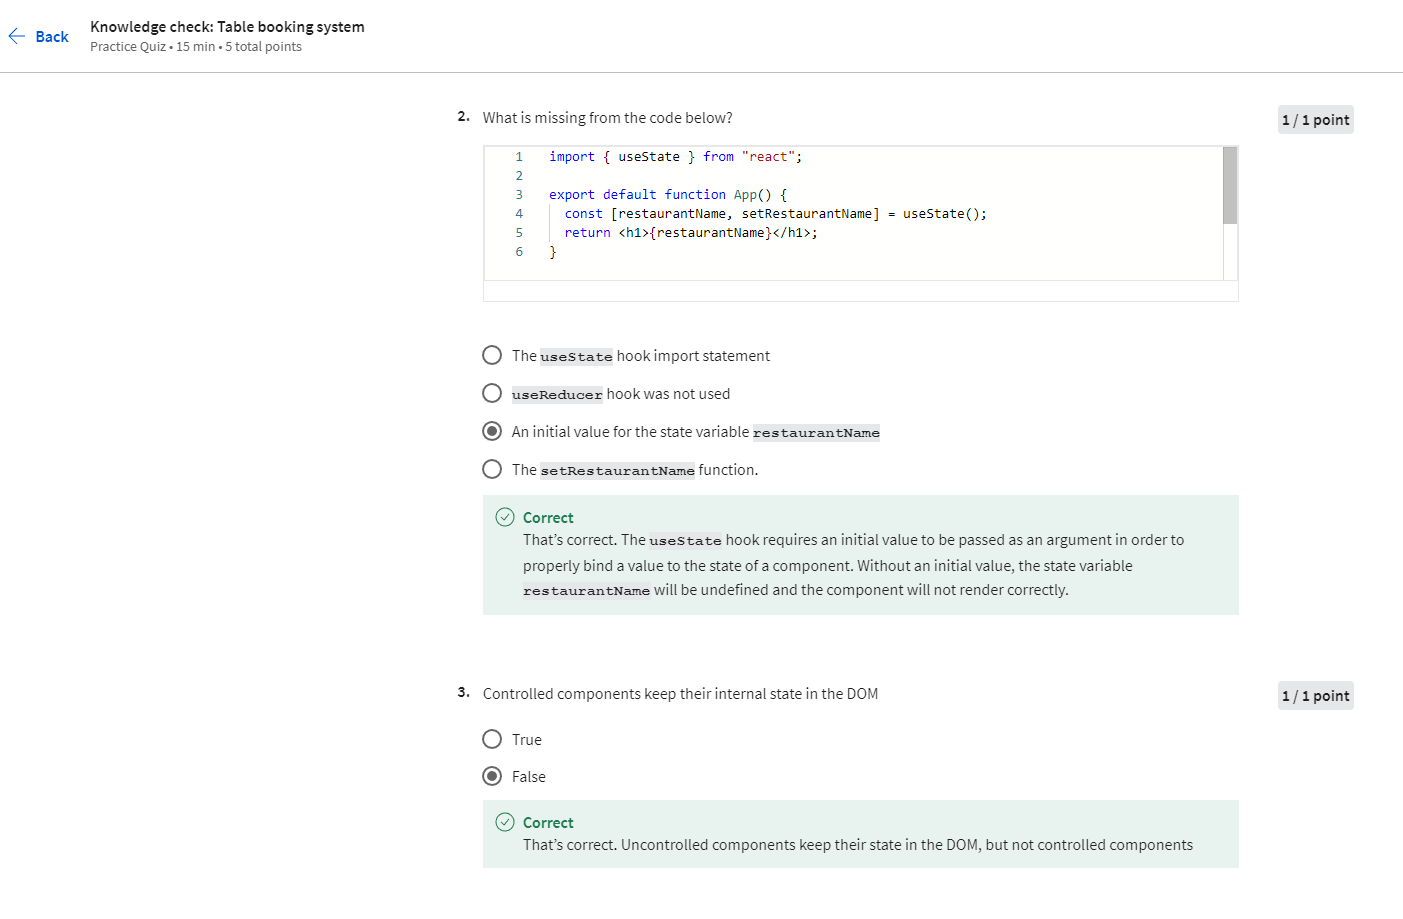 Back
Knowledge check: Table booking system
Practice Quiz • 15 min • 5 total points
2. What is missing from the code below?
1 / 1 point
1 import { useState } from "react";
2
3 export default function App() {
4 const [restaurantName, setRestaurantName] = useState();
5 return <h1>{restaurantName}</h1>;
6 }
The useState hook import statement
useReducer hook was not used
An initial value for the state variable restaurantName
The setRestaurantName function.
Correct
That’s correct. The useState hook requires an initial value to be passed as an argument in order to
properly bind a value to the state of a component. Without an initial value, the state variable
restaurantName will be undefined and the component will not render correctly.
3. Controlled components keep their internal state in the DOM
1 / 1 point
True
False
Correct
That’s correct. Uncontrolled components keep their state in the DOM, but not controlled components